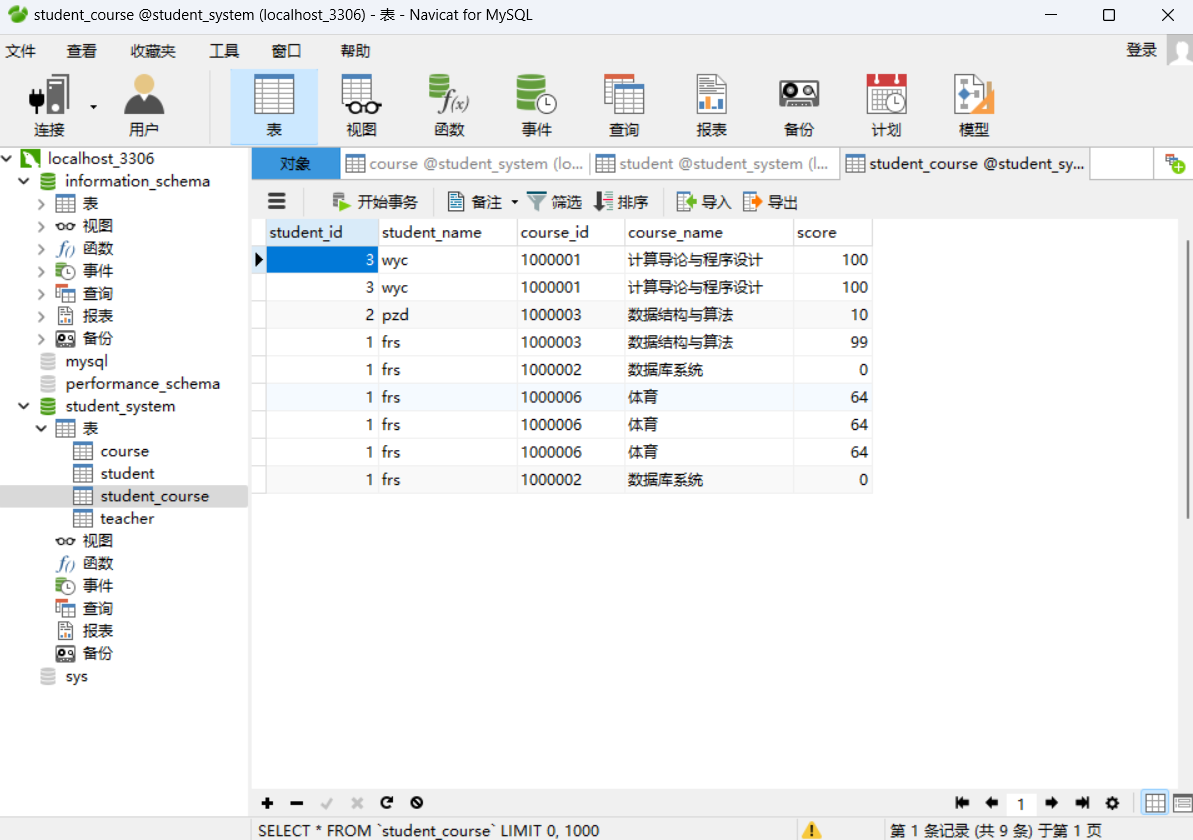 student_course @student_system (localhost_3306) - 表 - Navicat for MySQL
文件 查看 收藏夹 工具 窗口 帮助 登录
连接 用户 表 视图 函数 事件 查询 报表 备份 计划 模型
localhost_3306
information_schema
表
视图
函数
事件
查询
报表
备份
mysql
performance_schema
student_system
表
course
student
student_course
teacher
视图
函数
事件
查询
报表
备份
sys
对象 course @student_system (lo... student @student_system (l... student_course @student_sy...
开始事务 备注 筛选 排序 导入 导出
student_id student_name course_id course_name score
3 wyc 1000001 计算导论与程序设计 100
3 wyc 1000001 计算导论与程序设计 100
2 pzd 1000003 数据结构与算法 10
1 frs 1000003 数据结构与算法 99
1 frs 1000002 数据库系统 0
1 frs 1000006 体育 64
1 frs 1000006 体育 64
1 frs 1000006 体育 64
1 frs 1000002 数据库系统 0
1
SELECT * FROM `student_course` LIMIT 0, 1000 第 1 条记录 (共 9 条) 于第 1 页